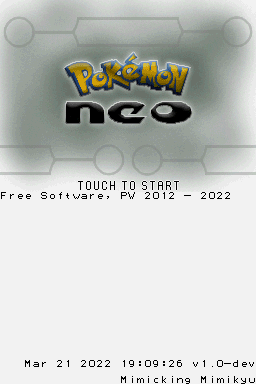 POKéMON
neo
TOUCH TO START
Free Software, PW 2012 - 2022
Mar 21 2022 19:09:26 v1.0-dev
Mimicking Mimikyu